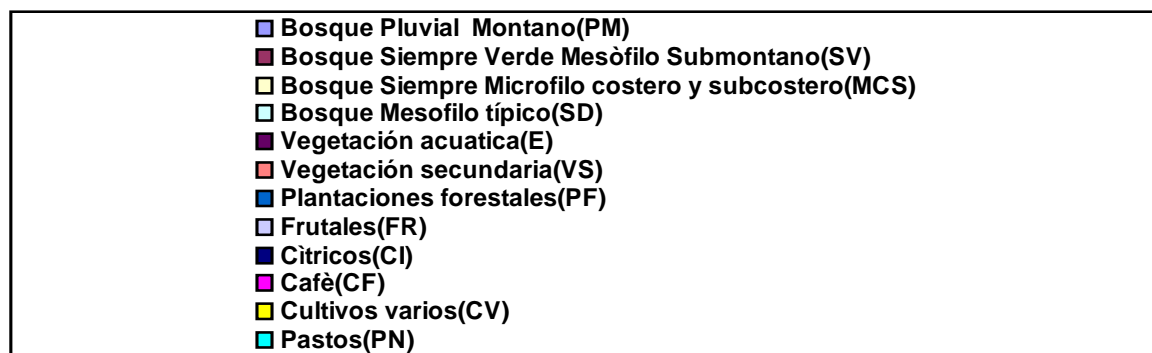 Bosque Pluvial  Montano(PM)
Bosque Siempre Verde Mesòfilo Submontano(SV)
Bosque Siempre Microfilo costero y subcostero(MCS)
Bosque Mesofilo típico(SD)
Vegetación acuatica(E)
Vegetación secundaria(VS)
Plantaciones forestales(PF)
Frutales(FR)
Cìtricos(CI)
Cafè(CF)
Cultivos varios(CV)
Pastos(PN)